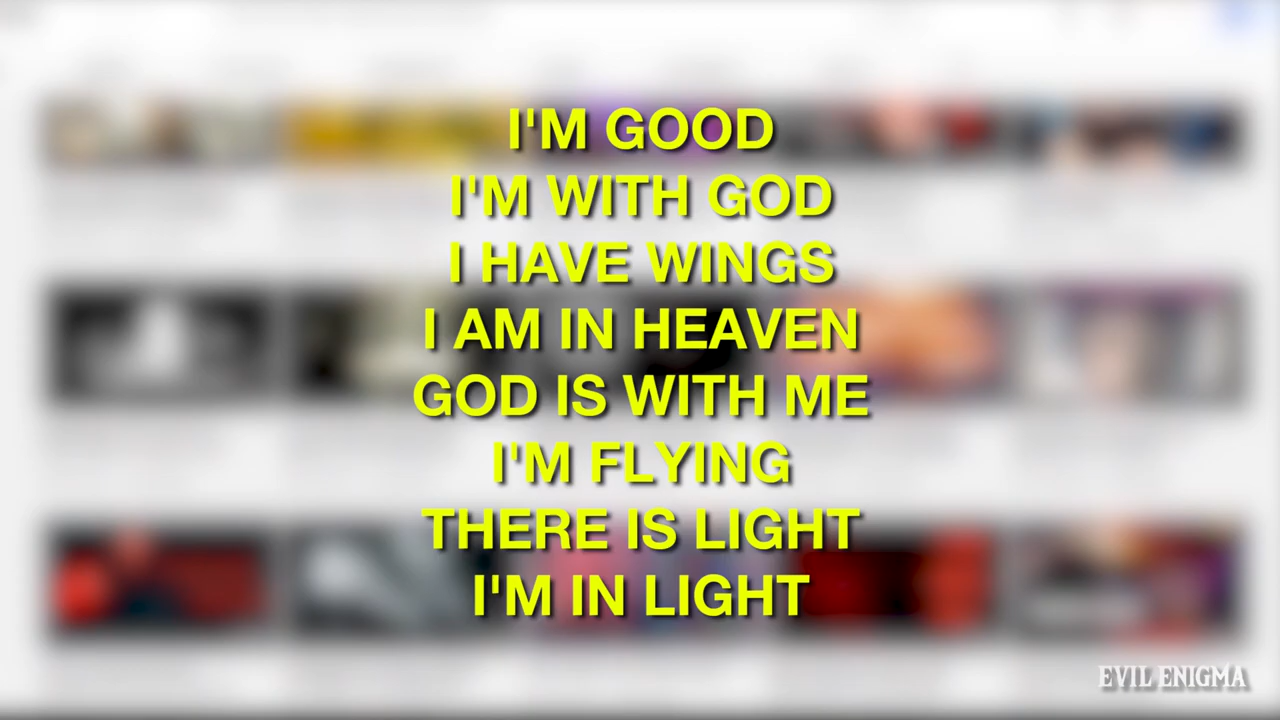 I'M GOOD
I'M WITH GOD
I HAVE WINGS
I AM IN HEAVEN
GOD IS WITH ME
I'M FLYING
THERE IS LIGHT
I'M IN LIGHT
EVIL ENIGMA